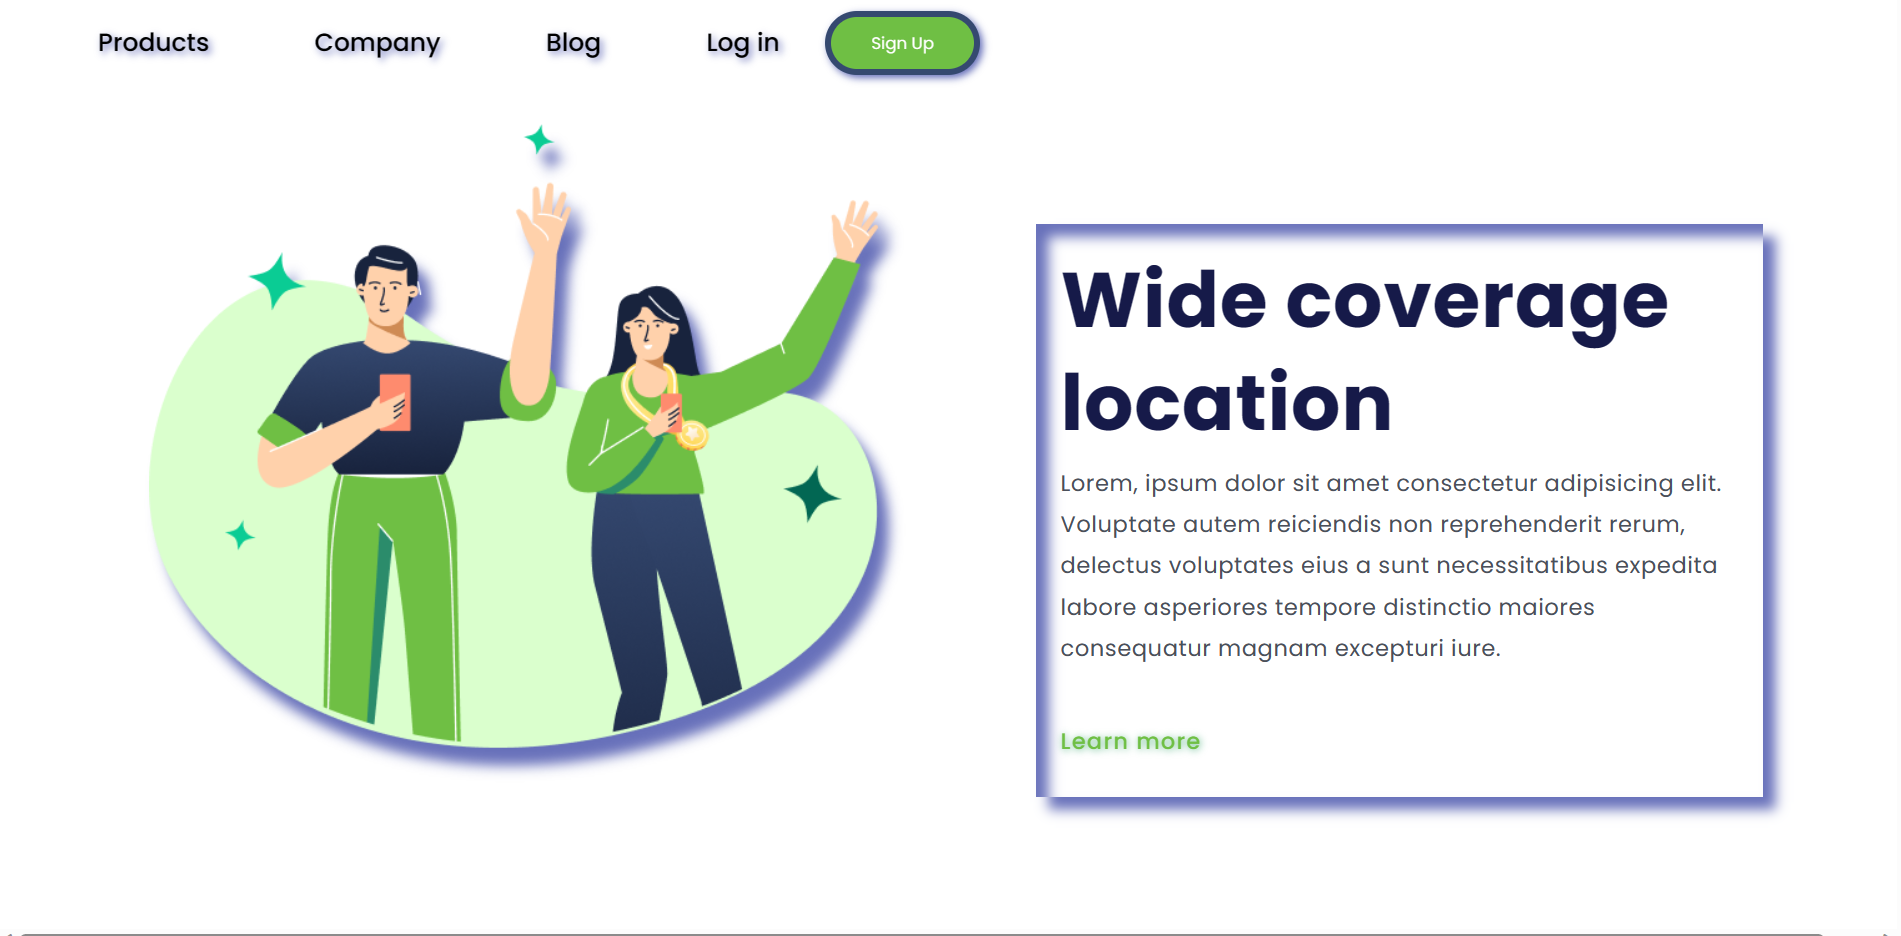 Products Company Blog Log in Sign Up
Wide coverage
location
Lorem, ipsum dolor sit amet consectetur adipisicing elit.
Voluptate autem reiciendis non reprehenderit rerum,
delectus voluptates eius a sunt necessitatibus expedita
labore asperiores tempore distinctio maiores
consequatur magnam excepturi iure.
Learn more